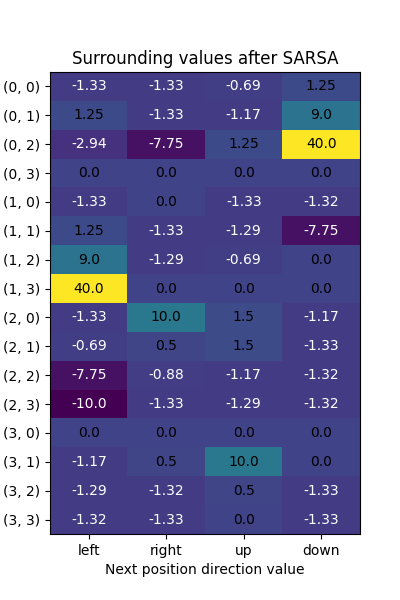 Surrounding values after SARSA
(0, 0) -1.33 -1.33 -0.69 1.25
(0, 1) 1.25 -1.33 -1.17 9.0
(0, 2) -2.94 -7.75 1.25 40.0
(0, 3) 0.0 0.0 0.0 0.0
(1, 0) -1.33 0.0 -1.33 -1.32
(1, 1) 1.25 -1.33 -1.29 -7.75
(1, 2) 9.0 -1.29 -0.69 0.0
(1, 3) 40.0 0.0 0.0 0.0
(2, 0) -1.33 10.0 1.5 -1.17
(2, 1) -0.69 0.5 1.5 -1.33
(2, 2) -7.75 -0.88 -1.17 -1.32
(2, 3) -10.0 -1.33 -1.29 -1.32
(3, 0) 0.0 0.0 0.0 0.0
(3, 1) -1.17 0.5 10.0 0.0
(3, 2) -1.29 -1.32 0.5 -1.33
(3, 3) -1.32 -1.33 0.0 -1.33
left right up down
Next position direction value